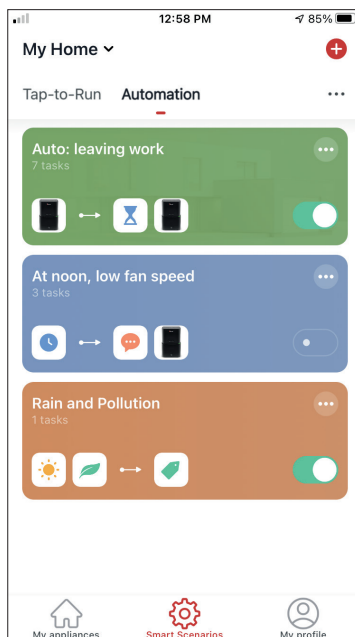 12:58 PM
85%
My Home
Tap-to-Run Automation
Auto: leaving work
7 tasks
At noon, low fan speed
3 tasks
Rain and Pollution
1 tasks
My appliances Smart Scenarios My profile